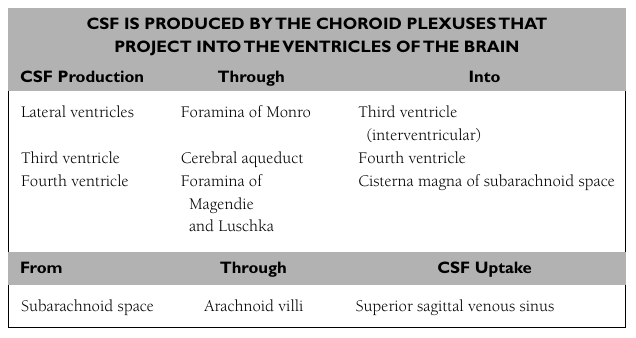 CSF IS PRODUCED BY THE CHOROID PLEXUSES THAT
PROJECT INTO THE VENTRICLES OF THE BRAIN
CSF Production Through Into
Lateral ventricles Foramina of Monro Third ventricle
(interventricular)
Third ventricle Cerebral aqueduct Fourth ventricle
Fourth ventricle Foramina of Cisterna magna of subarachnoid space
Magendie
and Luschka
From Through CSF Uptake
Subarachnoid space Arachnoid villi Superior sagittal venous sinus